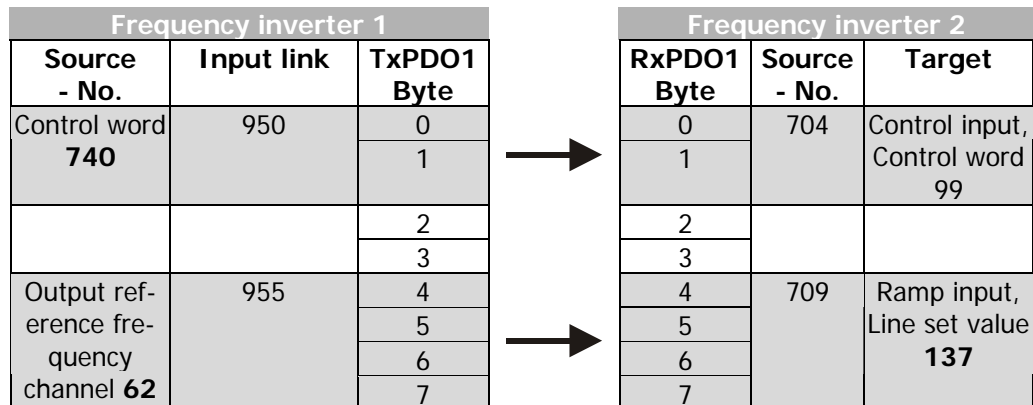 Frequency inverter 1
Source - No. Input link TxPDO1 Byte
Control word 740 950 0
1
2
3
Output ref-
erence fre-
quency
channel 62
955
4
5
6
7
Frequency inverter 2
RxPDO1 Byte Source - No. Target
0
1
704
Control input,
Control word
99
2
3
4
5
6
7
709
Ramp input,
Line set value
137